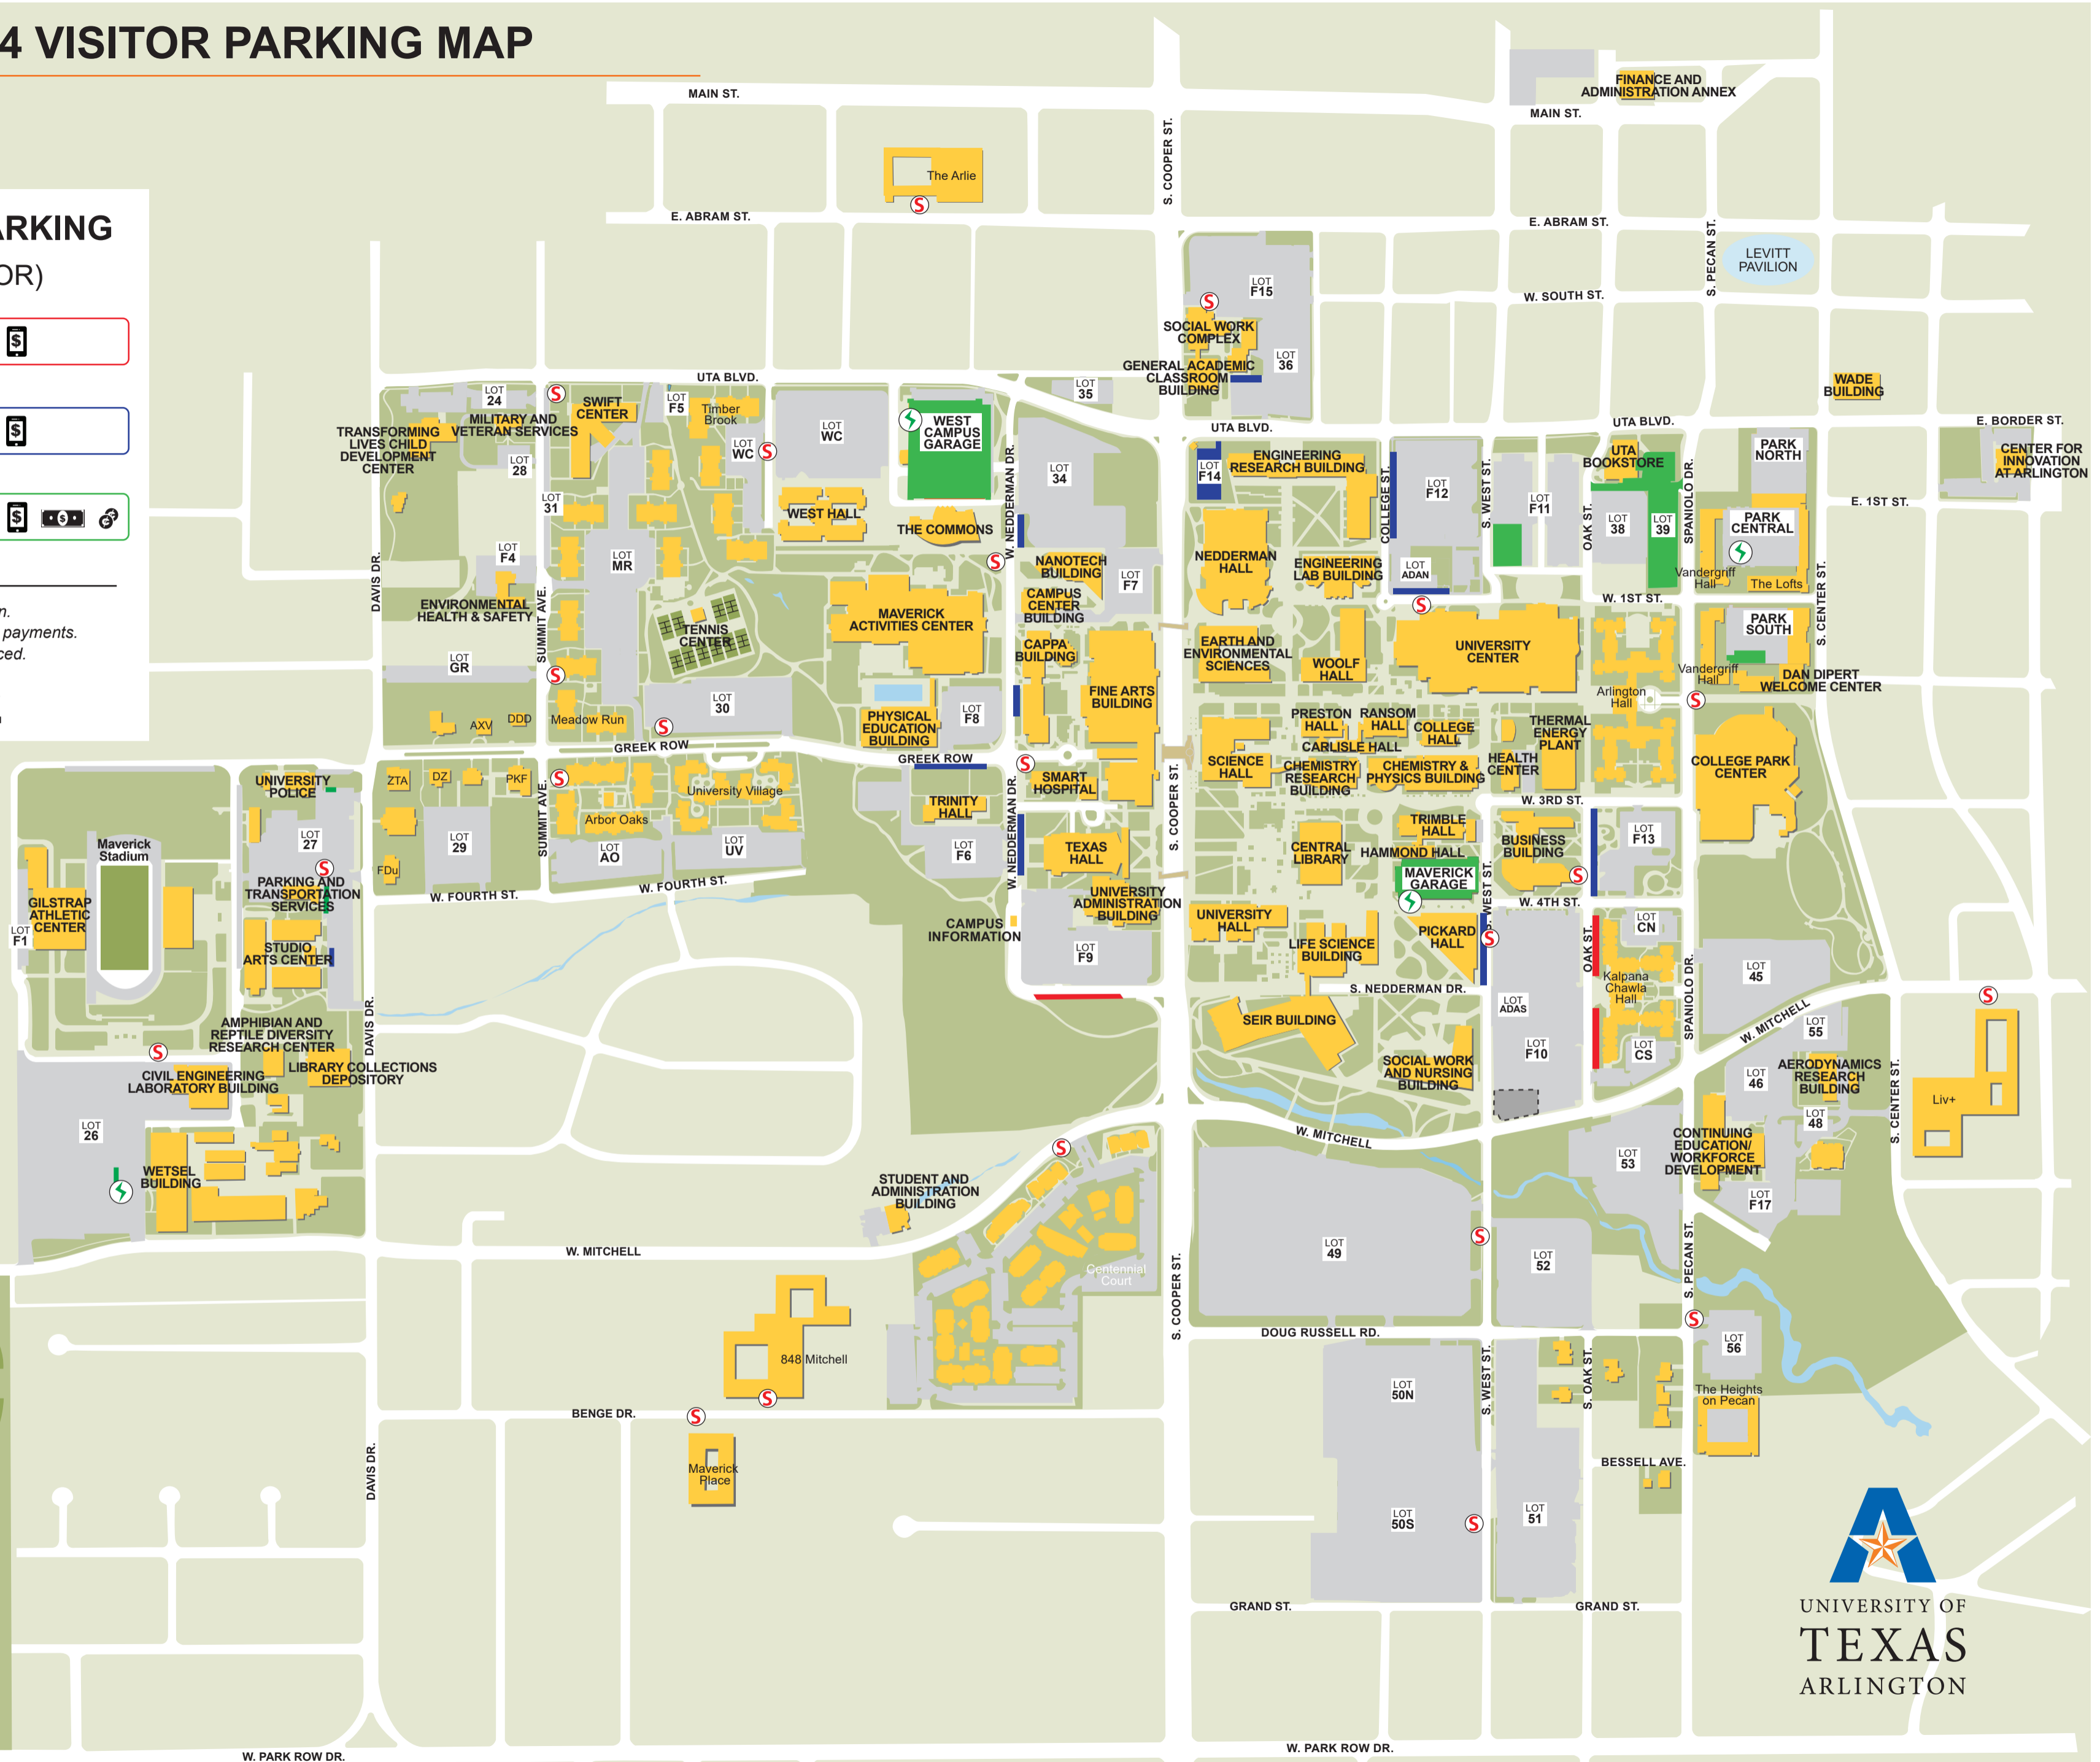 4 VISITOR PARKING MAP
ARKING
OR)
n.
payments.
ced.
MAIN ST.
MAIN ST.
FINANCE AND
ADMINISTRATION ANNEX
S. COOPER ST.
The Arlie
S
E. ABRAM ST.
E. ABRAM ST.
S. PECAN ST.
LEVITT
PAVILION
W. SOUTH ST.
LOT
F15
S
SOCIAL WORK
COMPLEX
LOT
36
GENERAL ACADEMIC
CLASSROOM
BUILDING
UTA BLVD.
UTA BLVD.
UTA BLVD.
WADE
BUILDING
E. BORDER ST.
CENTER FOR
INNOVATION
AT ARLINGTON
E. 1ST ST.
LOT
24
S
SWIFT
CENTER
MILITARY AND
VETERAN SERVICES
TRANSFORMING
LIVES CHILD
DEVELOPMENT
CENTER
LOT
28
LOT
31
LOT
F5
Timber
Brook
LOT
WC
S
LOT
WC
WEST
CAMPUS
GARAGE
LOT
35
LOT
34
W. NEDDERMAN DR.
WEST HALL
THE COMMONS
S
LOT
F4
ENVIRONMENTAL
HEALTH & SAFETY
DAVIS DR.
SUMMIT AVE.
LOT
MR
TENNIS
CENTER
MAVERICK
ACTIVITIES CENTER
NANOTECH
BUILDING
LOT
F7
CAMPUS
CENTER
BUILDING
CAPPA
BUILDING
FINE ARTS
BUILDING
LOT
GR
S
AXV
DDD
Meadow Run
LOT
30
S
PHYSICAL
EDUCATION
BUILDING
LOT
F8
GREEK ROW
GREEK ROW
S
LOT
F14
ENGINEERING
RESEARCH BUILDING
COLLEGE ST.
LOT
F12
S. WEST ST.
LOT
F11
OAK ST.
UTA
BOOKSTORE
LOT
38
LOT
39
SPANIOLO DR.
PARK
NORTH
PARK
CENTRAL
Vandergriff
Hall
The Lofts
S. CENTER ST.
NEDDERMAN
HALL
ENGINEERING
LAB BUILDING
LOT
ADAN
S
W. 1ST ST.
PARK
SOUTH
EARTH AND
ENVIRONMENTAL
SCIENCES
WOOLF
HALL
UNIVERSITY
CENTER
Arlington
Hall
Vandergriff
Hall
DAN DIPERT
WELCOME CENTER
S
PRESTON
HALL
RANSOM
HALL
COLLEGE
HALL
CARLISLE HALL
THERMAL
ENERGY
PLANT
HEALTH
CENTER
SCIENCE
HALL
CHEMISTRY
RESEARCH
BUILDING
CHEMISTRY &
PHYSICS BUILDING
COLLEGE PARK
CENTER
W. 3RD ST.
UNIVERSITY
POLICE
ZTA
DZ
PKF
SUMMIT AVE.
S
University Village
Arbor Oaks
TRINITY
HALL
W. NEDDERMAN DR.
SMART
HOSPITAL
S. COOPER ST.
Maverick
Stadium
LOT
27
S
FDu
LOT
29
LOT
AO
LOT
UV
LOT
F6
TEXAS
HALL
CENTRAL
LIBRARY
TRIMBLE
HALL
HAMMOND HALL
BUSINESS
BUILDING
LOT
F13
S
PARKING AND
TRANSPORTATION
SERVICES
W. FOURTH ST.
W. FOURTH ST.
MAVERICK
GARAGE
S. WEST ST.
W. 4TH ST.
GILSTRAP
ATHLETIC
CENTER
LOT
F1
STUDIO
ARTS CENTER
CAMPUS
INFORMATION
UNIVERSITY
ADMINISTRATION
BUILDING
LOT
F9
UNIVERSITY
HALL
LIFE SCIENCE
BUILDING
PICKARD
HALL
S
OAK ST.
LOT
CN
Kalpana
Chawla
Hall
LOT
45
S. NEDDERMAN DR.
LOT
ADAS
LOT
F10
LOT
CS
SPANIOLO DR.
W. MITCHELL
LOT
55
S
SEIR BUILDING
SOCIAL WORK
AND NURSING
BUILDING
AMPHIBIAN AND
REPTILE DIVERSITY
RESEARCH CENTER
DAVIS DR.
S
CIVIL ENGINEERING
LABORATORY BUILDING
LIBRARY COLLECTIONS
DEPOSITORY
LOT
26
WETSEL
BUILDING
LOT
46
AERODYNAMICS
RESEARCH
BUILDING
LOT
48
S. CENTER ST.
Liv+
W. MITCHELL
S
STUDENT AND
ADMINISTRATION
BUILDING
LOT
53
CONTINUING
EDUCATION/
WORKFORCE
DEVELOPMENT
LOT
F17
W. MITCHELL
Centennial
Court
S. COOPER ST.
LOT
49
S
LOT
52
S. PECAN ST.
DOUG RUSSELL RD.
S
LOT
56
848 Mitchell
S
BENGE DR.
S
Maverick
Place
DAVIS DR.
LOT
50N
S. WEST ST.
S. OAK ST.
The Heights
on Pecan
BESSELL AVE.
LOT
50S
S
LOT
51
GRAND ST.
GRAND ST.
UNIVERSITY OF
TEXAS
ARLINGTON
W. PARK ROW DR.
W. PARK ROW DR.